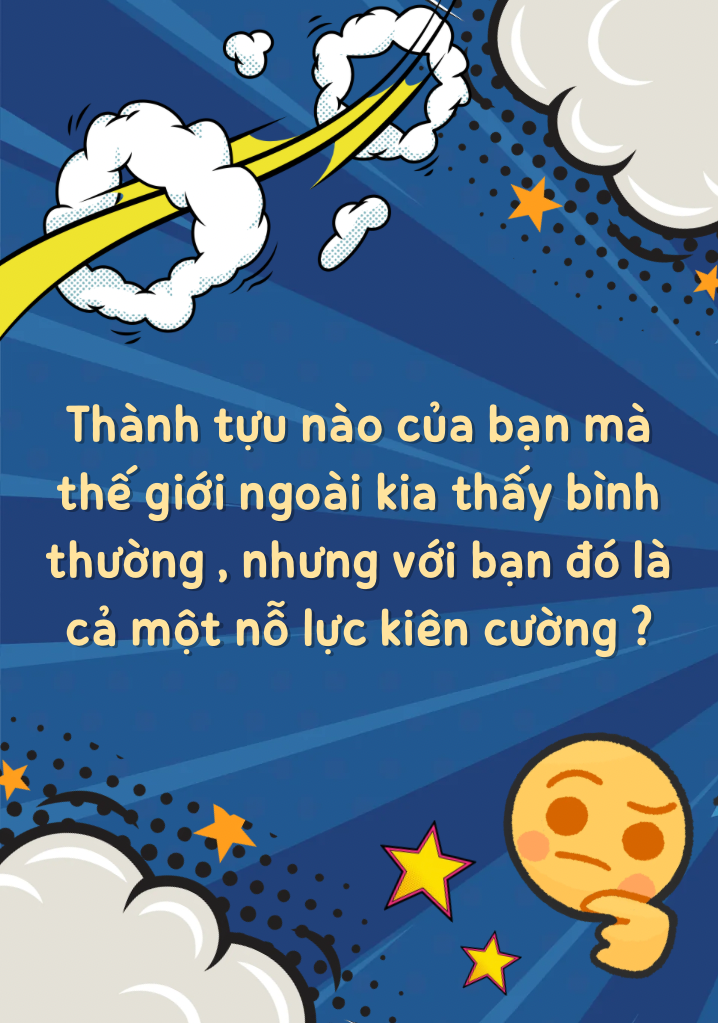 Thành tựu nào của bạn mà
thế giới ngoài kia thấy bình
thường , nhưng với bạn đó là
cả một nỗ lực kiên cường ?